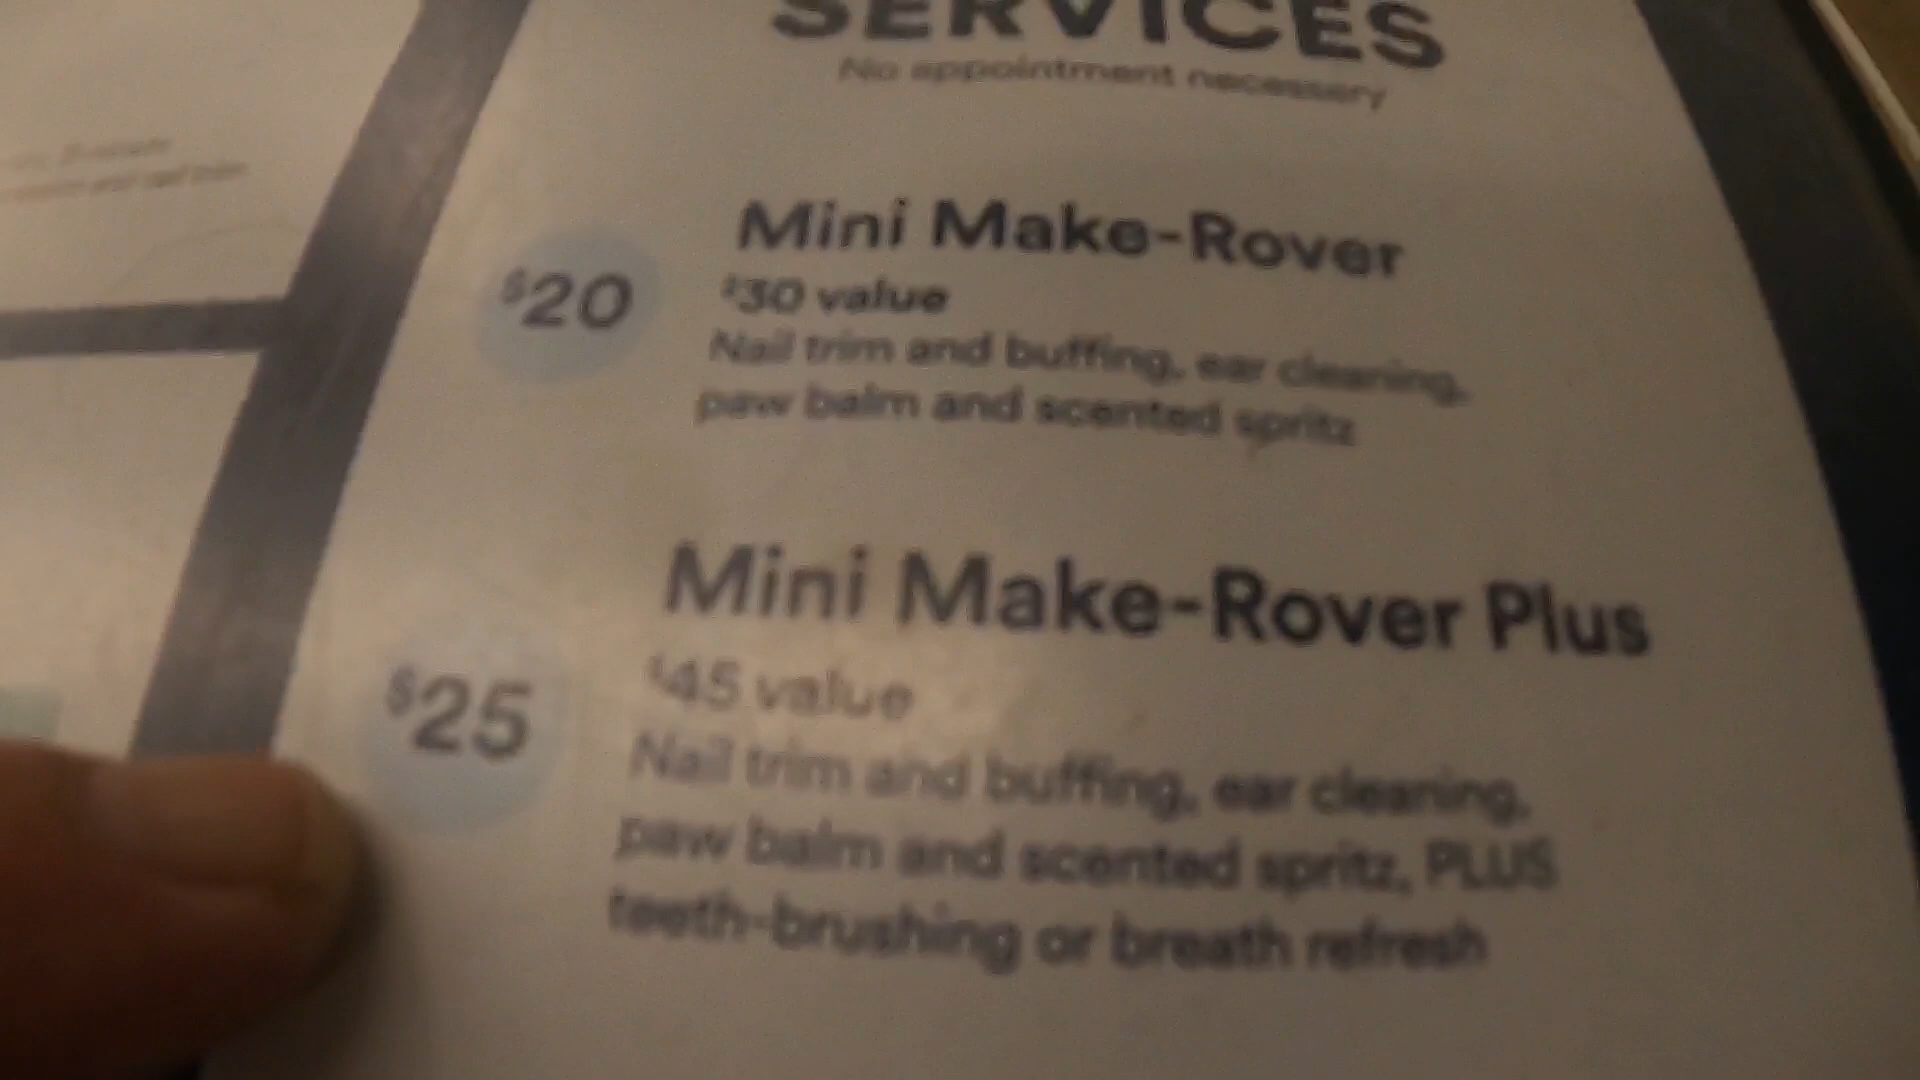 SERVICES
No appointment necessary
Mini Make-Rover
$20
$30 value
Nail trim and buffing, ear cleaning,
paw balm and scented spritz
Mini Make-Rover Plus
$25
$45 value
Nail trim and buffing, ear cleaning,
paw balm and scented spritz, PLUS
teeth-brushing or breath refresh